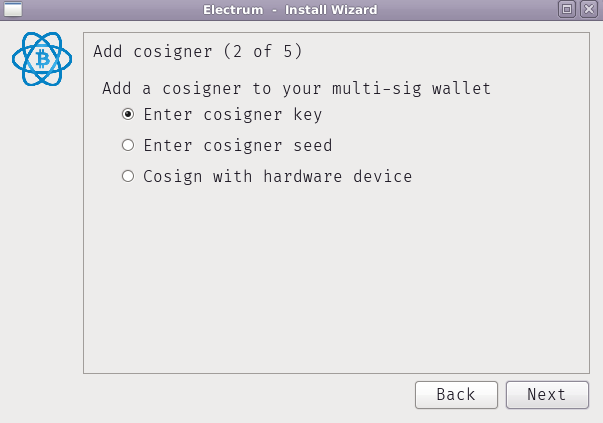 Electrum - Install Wizard
Add cosigner (2 of 5)
Add a cosigner to your multi-sig wallet
Enter cosigner key
Enter cosigner seed
Cosign with hardware device
Back Next